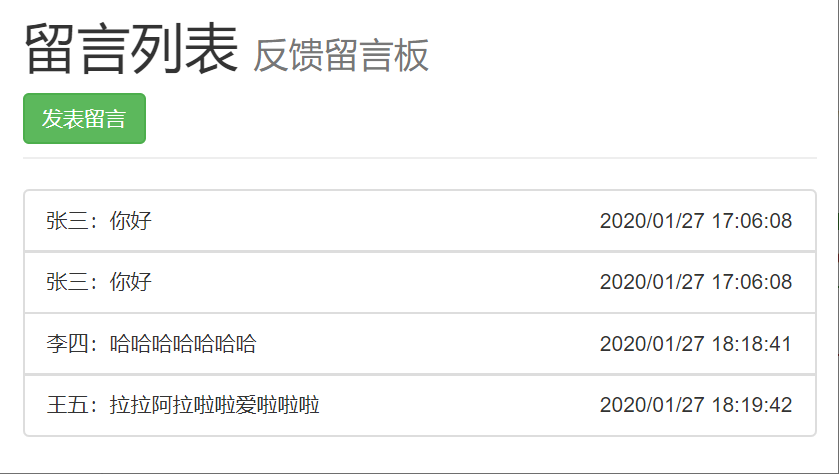 留言列表 反馈留言板
发表留言
张三：你好 2020/01/27 17:06:08
张三：你好 2020/01/27 17:06:08
李四：哈哈哈哈哈哈哈 2020/01/27 18:18:41
王五：拉拉阿拉啦啦爱啦啦啦 2020/01/27 18:19:42